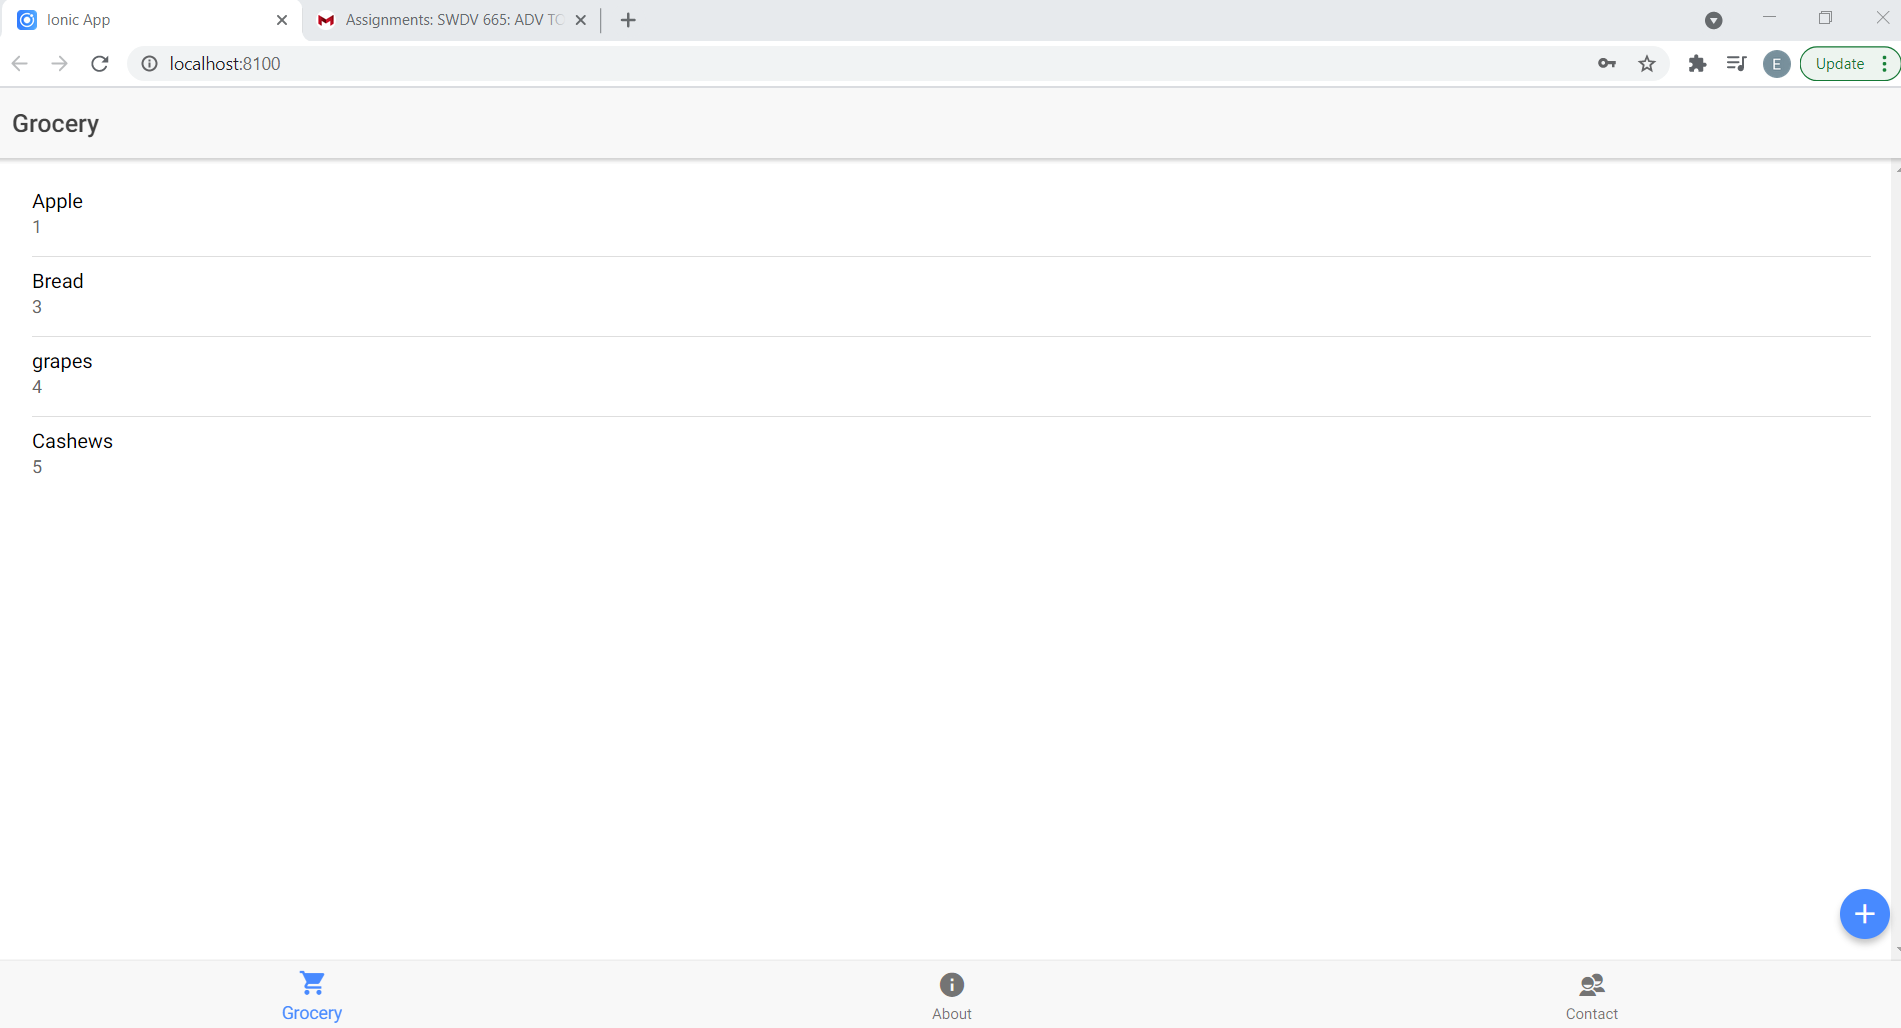 Ionic App
Assignments: SWDV 665: ADV TO
localhost:8100
E
Update
Grocery
Apple
1
Bread
3
grapes
4
Cashews
5
Grocery
About
Contact